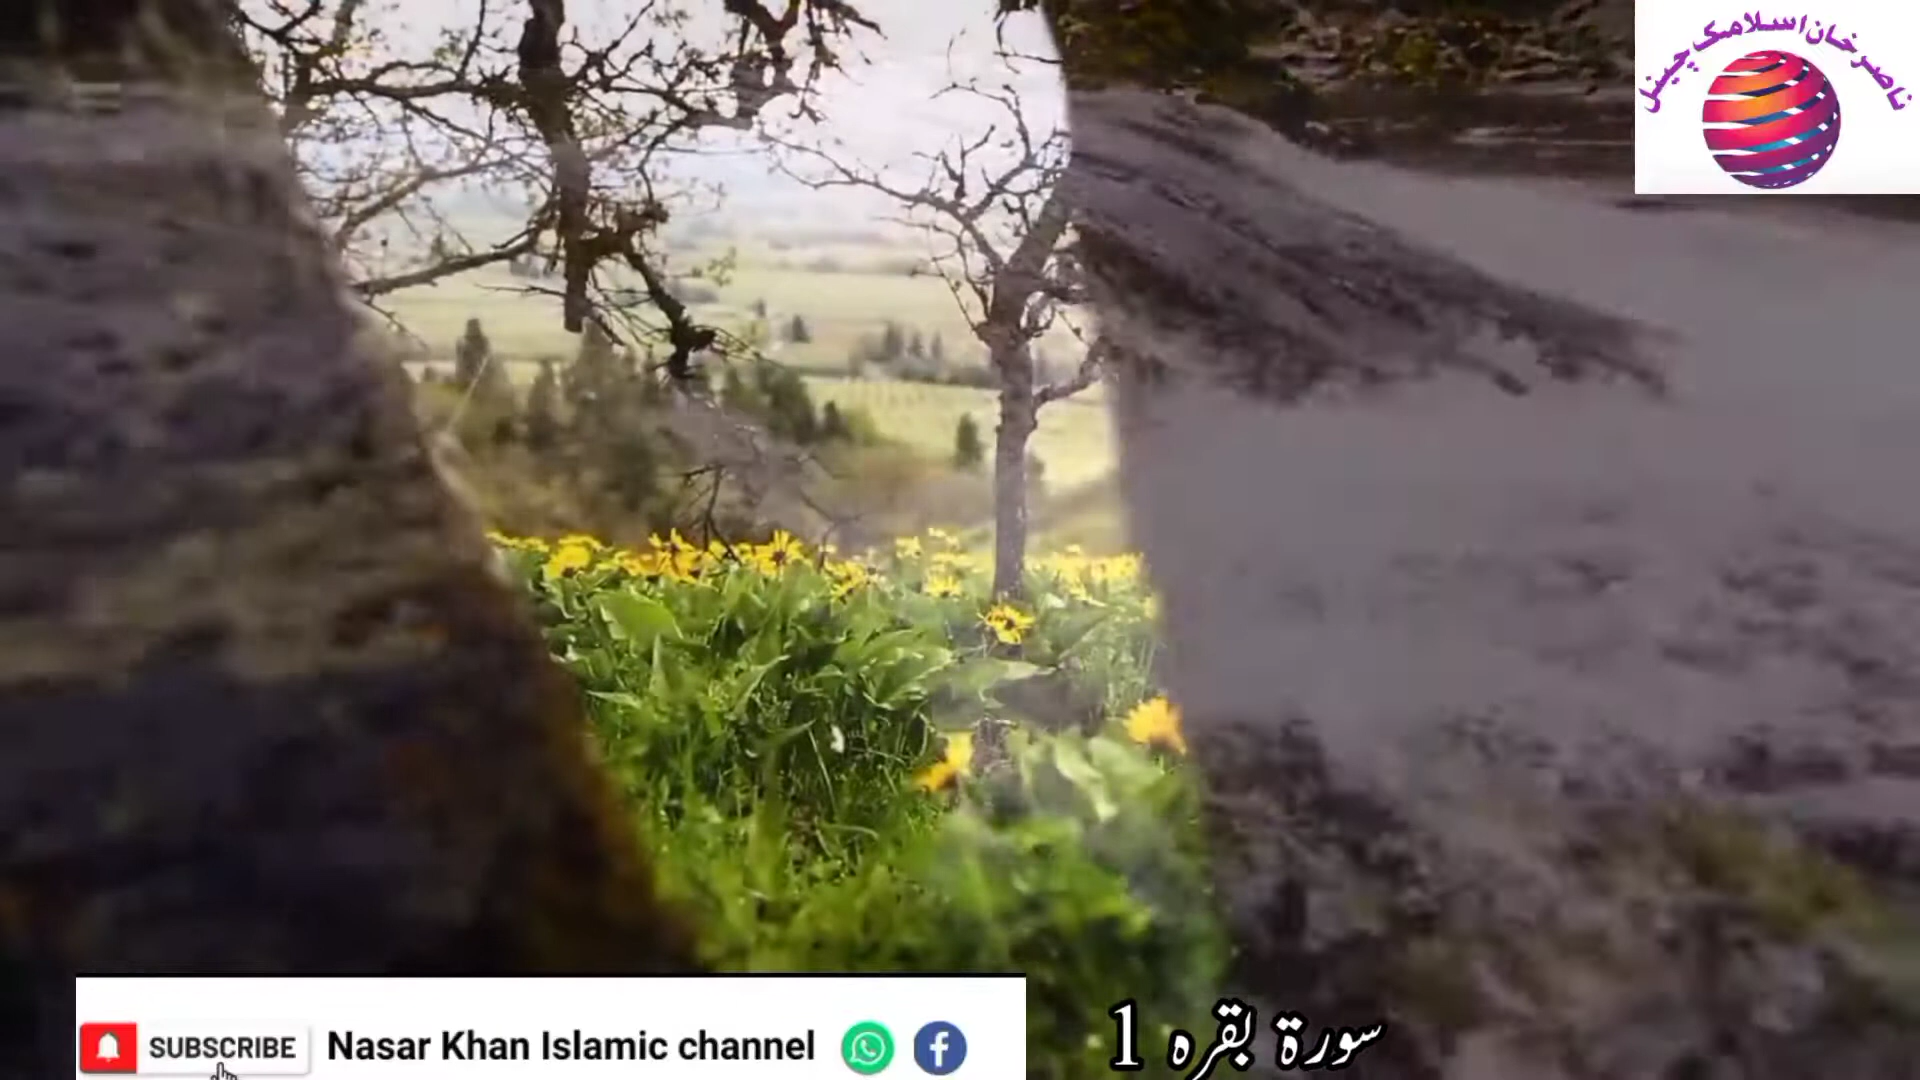 ناصر خان اسلامک چینل
SUBSCRIBE Nasar Khan Islamic channel
سورة بقره 1